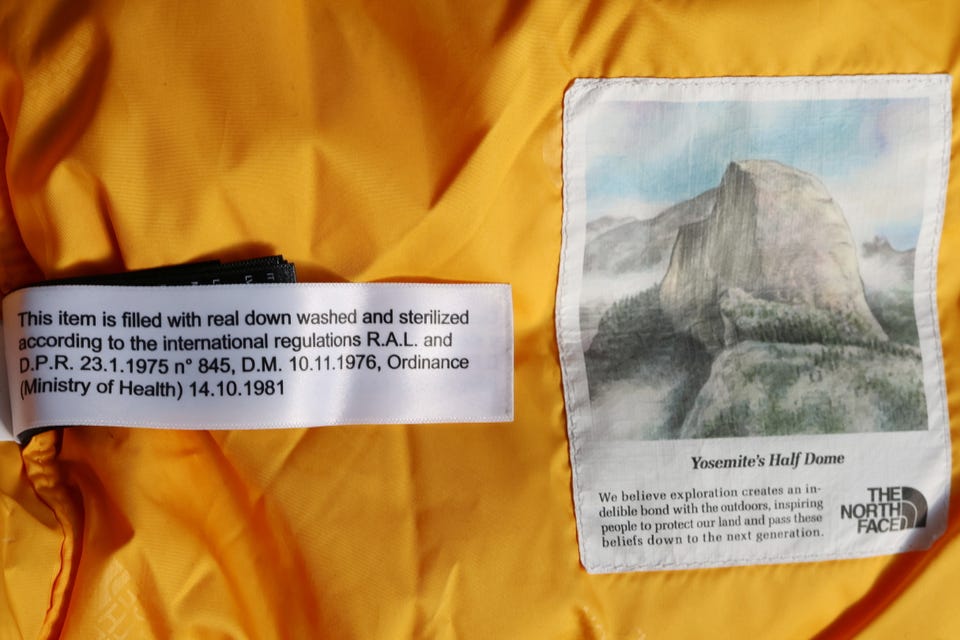 This item is filled with real down washed and sterilized
according to the international regulations R.A.L. and
D.P.R. 23.1.1975 n° 845, D.M. 10.11.1976, Ordinance
(Ministry of Health) 14.10.1981
Yosemite's Half Dome
We believe exploration creates an in-
delible bond with the outdoors, inspiring
people to protect our land and pass these
beliefs down to the next generation.
THE
NORTH
FACE